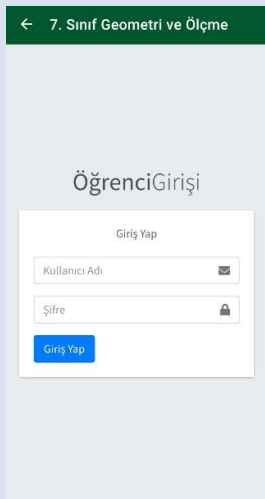 7. Sınıf Geometri ve Ölçme
ÖğrenciGirişi
Giriş Yap
Kullanıcı Adı
Şifre
Giriş Yap